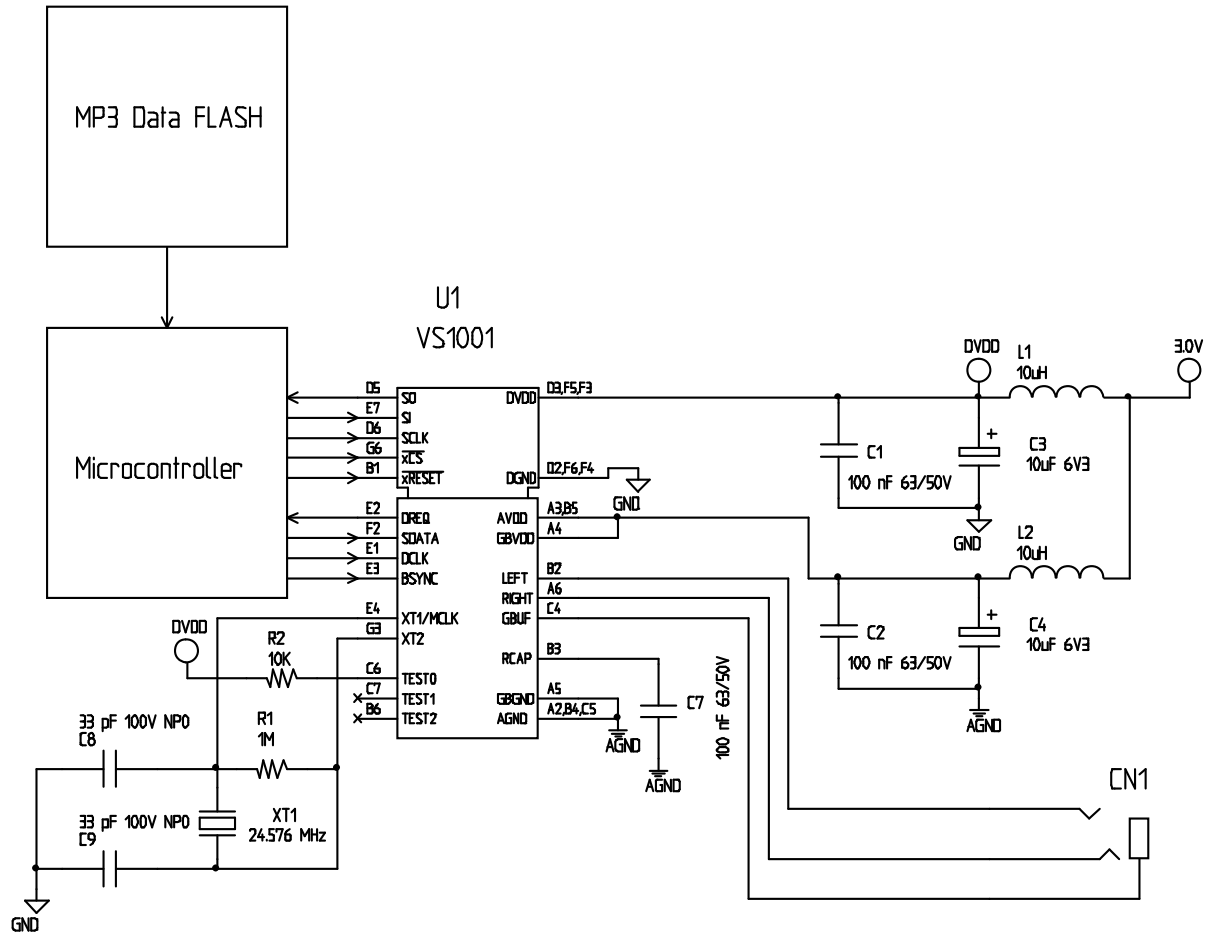 MP3 Data FLASH
U1
VS1001
Microcontroller
D5
SO
E7
SI
D6
SCLK
G6
xCS
B1
xRESET
E2
DREQ
F2
SDATA
E1
DCLK
E3
BSYNC
E4
XT1/MCLK
G3
XT2
C6
TEST0
C7
TEST1
B6
TEST2
DVDD
D3,F5,F3
DGND
D2,F6,F4
GND
AVDD
A3,B5
GBVDD
A4
LEFT
B2
RIGHT
A6
GBUF
C4
RCAP
B3
GBGND
A5
AGND
A2,B4,C5
AGND
C7
100 nF 63/50V
AGND
DVDD
L1
10uH
3.0V
C1
100 nF 63/50V
+
C3
10uF 6V3
GND
L2
10uH
C2
100 nF 63/50V
+
C4
10uF 6V3
AGND
DVDD
R2
10K
33 pF 100V NPO
C8
R1
1M
33 pF 100V NPO
C9
XT1
24.576 MHz
GND
CN1